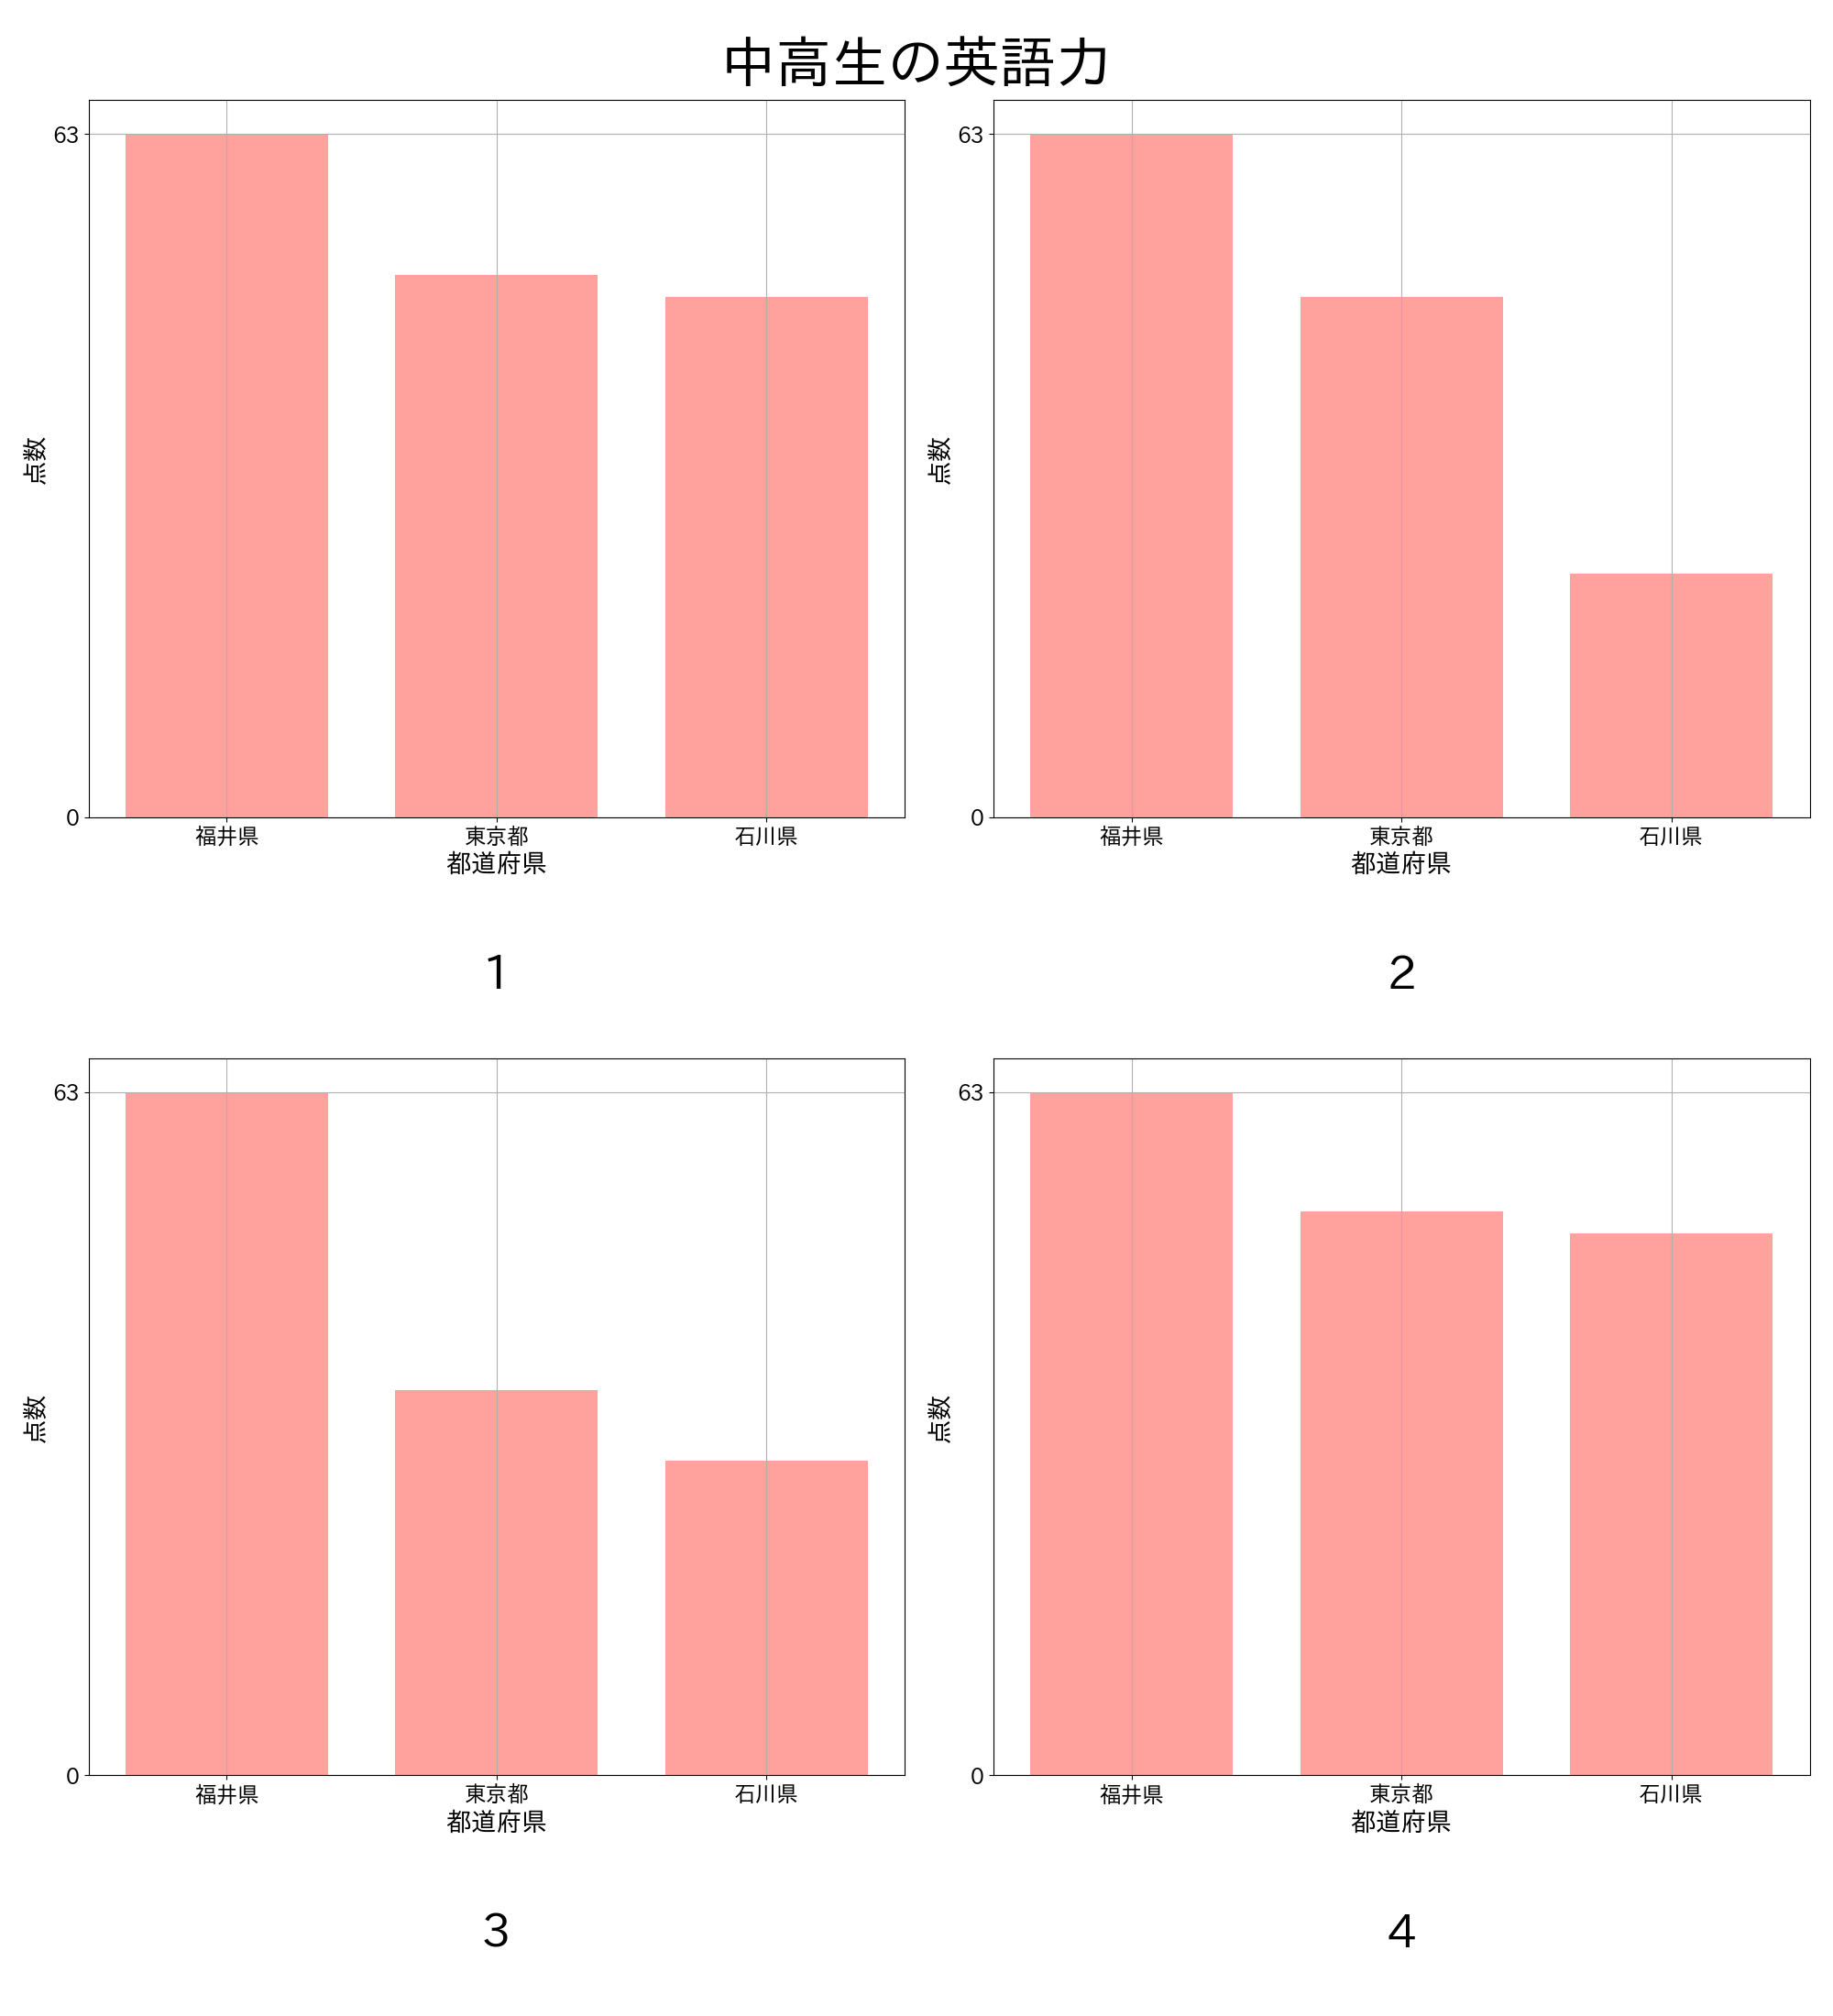 中高生の英語力
63
点数
0
福井県 東京都 石川県
都道府県
1
63
点数
0
福井県 東京都 石川県
都道府県
2
63
点数
0
福井県 東京都 石川県
都道府県
3
63
点数
0
福井県 東京都 石川県
都道府県
4